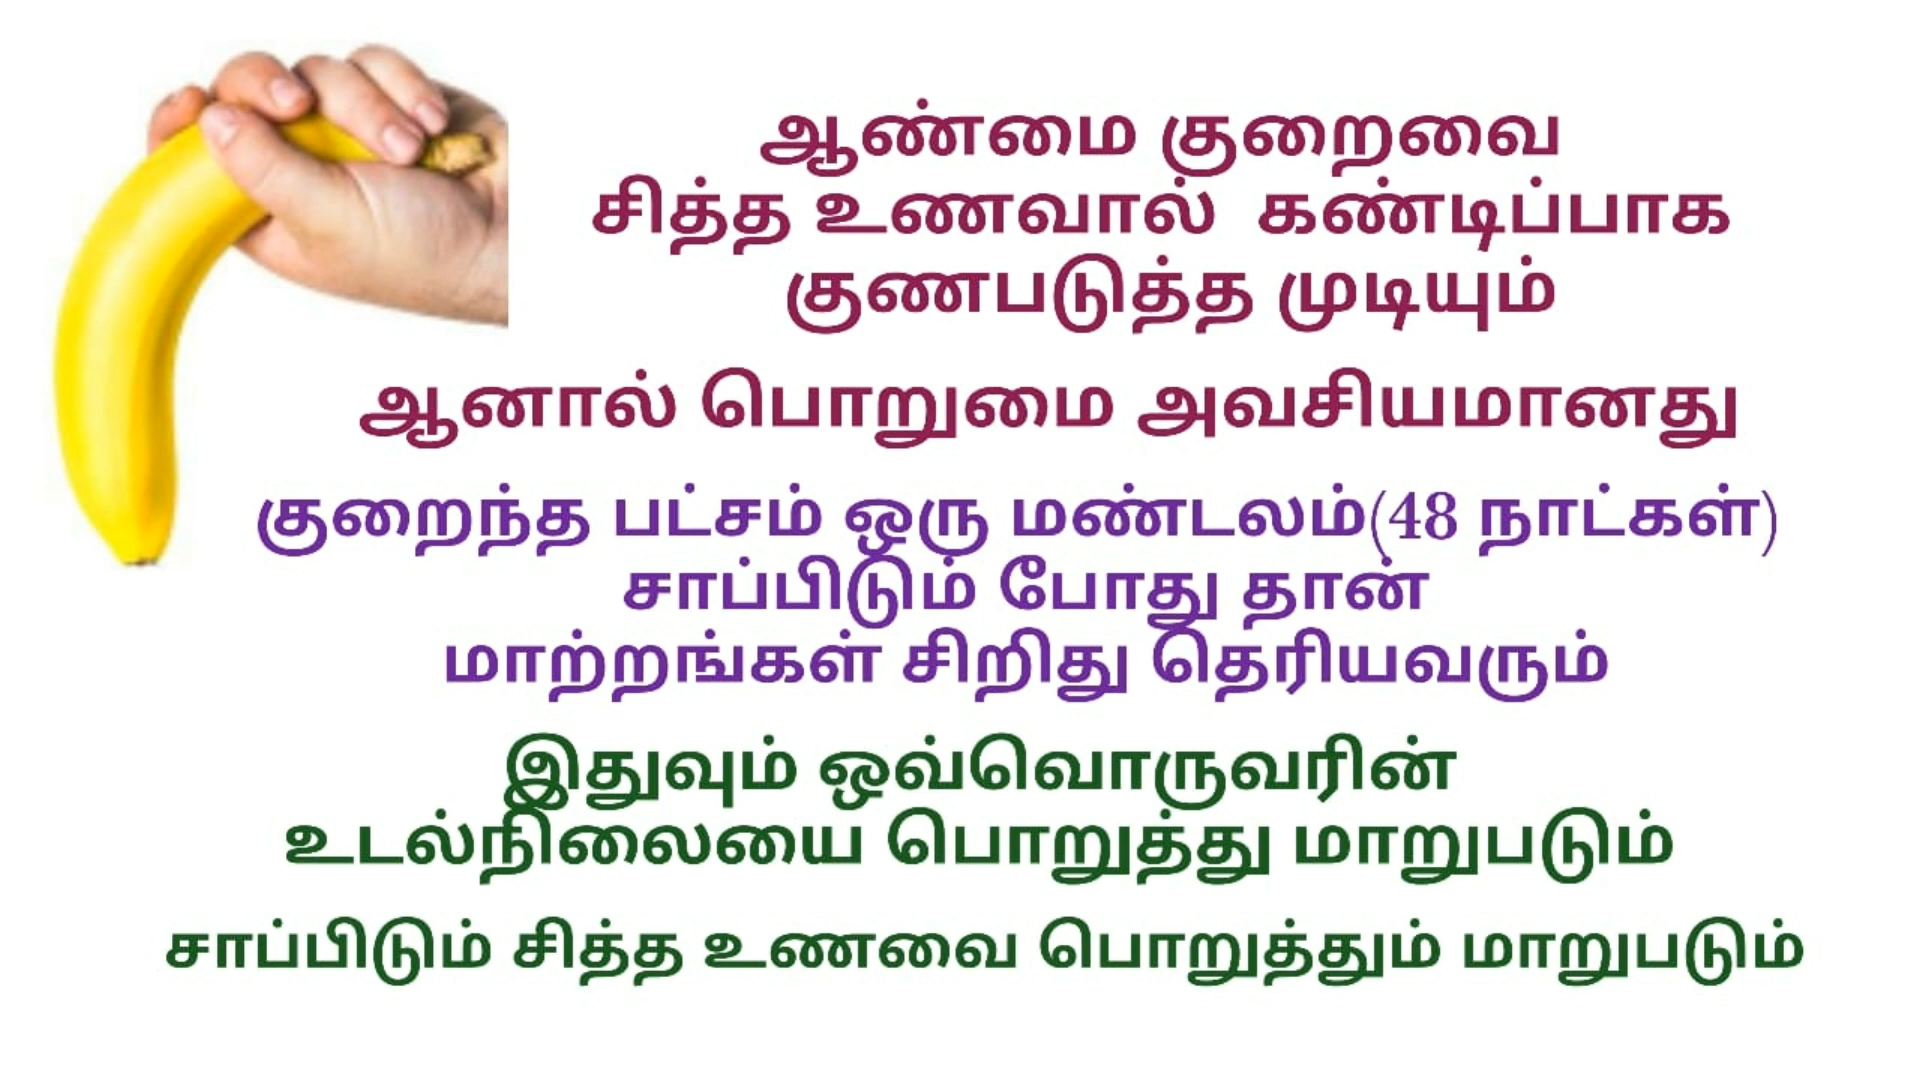 ஆண்மை குறைவை
சித்த உணவால் கண்டிப்பாக
குணபடுத்த முடியும்
ஆனால் பொறுமை அவசியமானது
குறைந்த பட்சம் ஒரு மண்டலம்(48 நாட்கள்)
சாப்பிடும் போது தான்
மாற்றங்கள் சிறிது தெரியவரும்
இதுவும் ஒவ்வொருவரின்
உடல்நிலையை பொறுத்து மாறுபடும்
சாப்பிடும் சித்த உணவை பொறுத்தும் மாறுபடும்